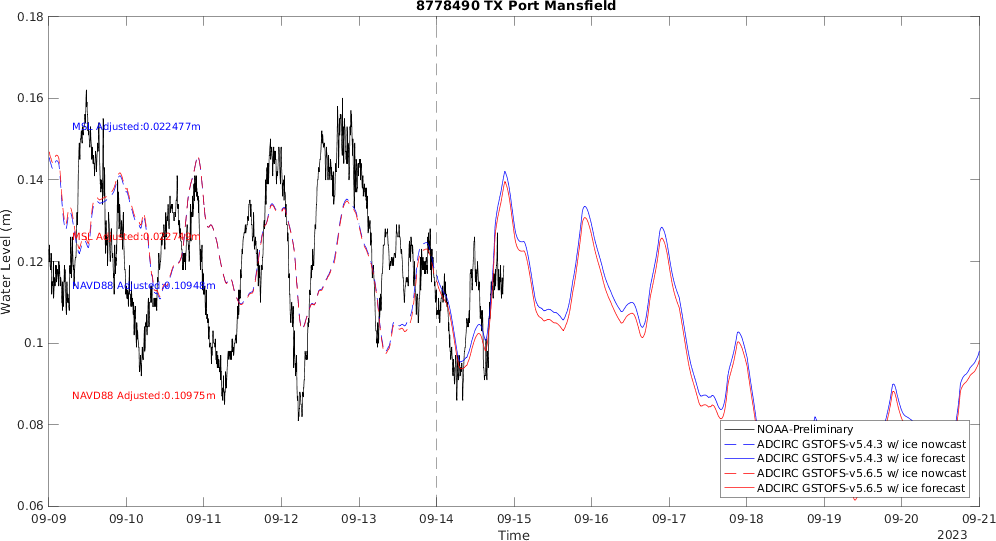 8778490 TX Port Mansfield
0.18
0.16
0.14
0.12
0.1
0.08
0.06
Water Level (m)
MSL Adjusted:0.022477m
NAVD88 Adjusted:0.10948m
NAVD88 Adjusted:0.10975m
NOAA-Preliminary
ADCIRC GSTOFS-v5.4.3 w/ ice nowcast
ADCIRC GSTOFS-v5.4.3 w/ ice forecast
ADCIRC GSTOFS-v5.6.5 w/ ice nowcast
ADCIRC GSTOFS-v5.6.5 w/ ice forecast
09-09 09-10 09-11 09-12 09-13 09-14 09-15 09-16 09-17 09-18 09-19 09-20 09-21
Time
2023